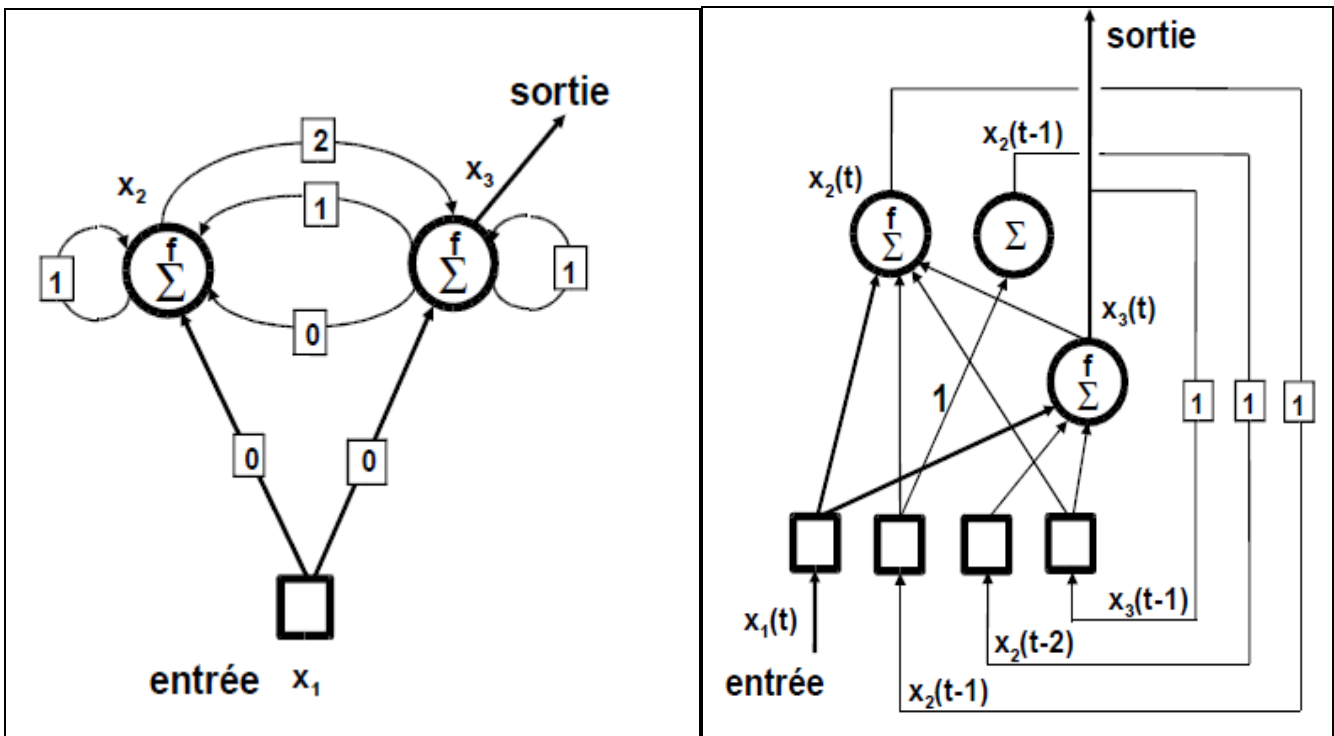 sortie
2
x₃
x₂
1
f
Σ
f
Σ
1
1
0
0
0
entrée x₁
sortie
x₂(t-1)
x₂(t)
f
Σ
Σ
x₃(t)
f
Σ
1
1
1
1
x₃(t-1)
x₁(t)
x₂(t-2)
entrée
x₂(t-1)